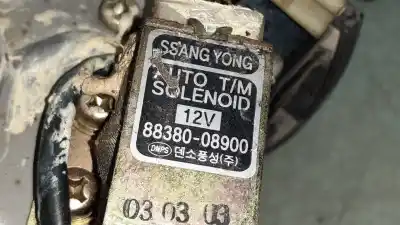 SSANG YONG
AUTO T/M
SOLENOID
12V
88380-08900
DNPS 덴소풍성(주)
03 03 03